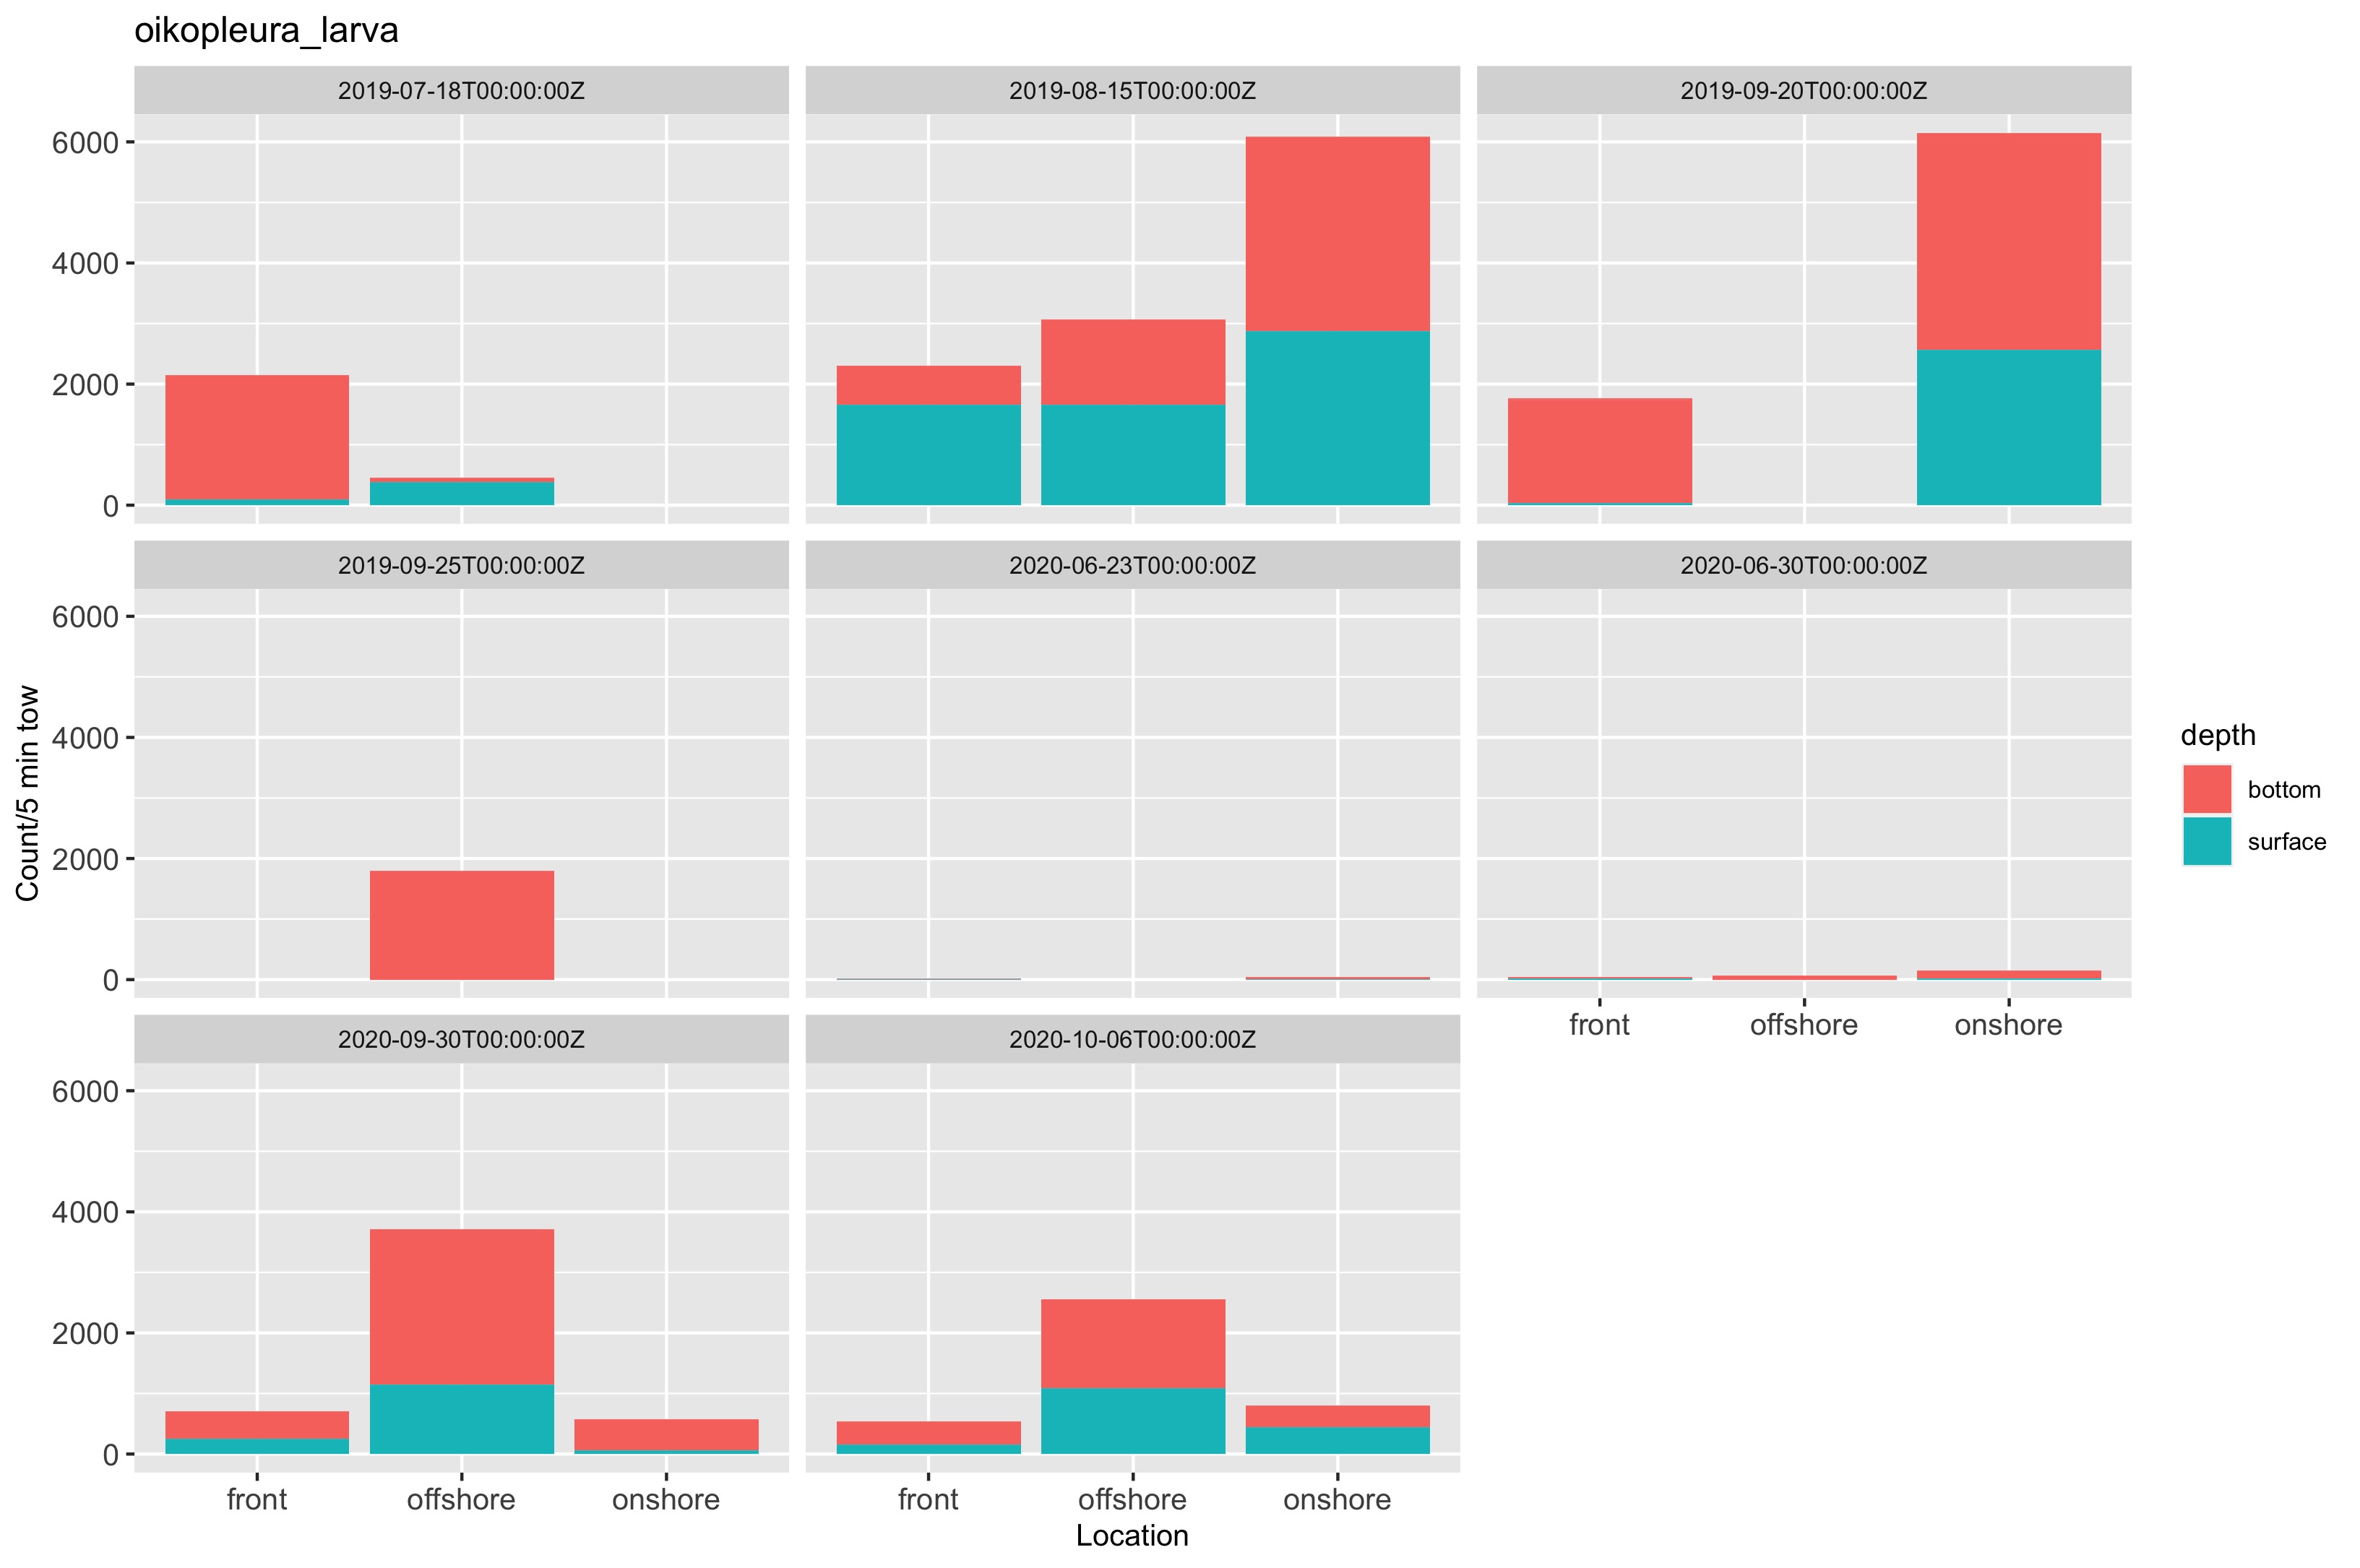 oikopleura_larva
2019-07-18T00:00:00Z
2019-08-15T00:00:00Z
2019-09-20T00:00:00Z
6000
4000
2000
0
2019-09-25T00:00:00Z
2020-06-23T00:00:00Z
2020-06-30T00:00:00Z
6000
4000
2000
0
front offshore onshore
2020-09-30T00:00:00Z
2020-10-06T00:00:00Z
6000
4000
2000
0
front offshore onshore
front offshore onshore
Location
Count/5 min tow
depth
bottom
surface